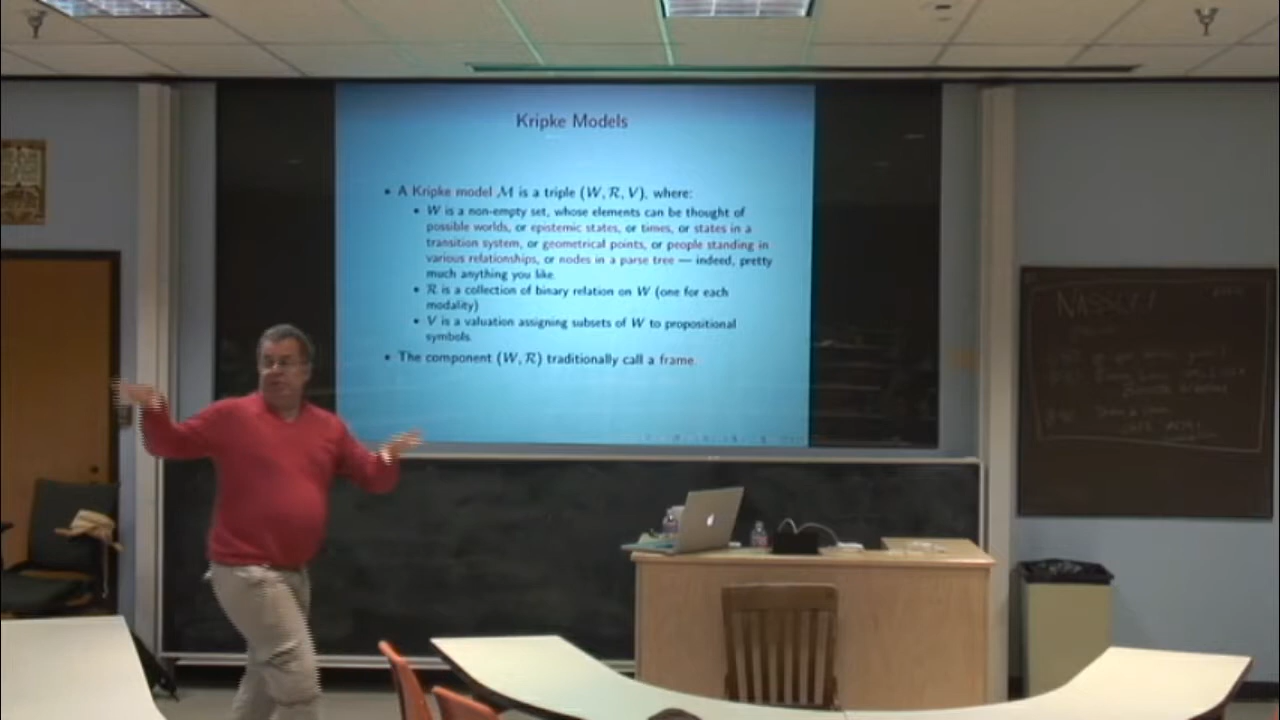 Kripke Models
• A Kripke model M is a triple (W, R, V), where:
• W is a non-empty set, whose elements can be thought of
possible worlds, or epistemic states, or times, or states in a
transition system, or geometrical points, or people standing in
various relationships, or nodes in a parse tree — indeed, pretty
much anything you like.
• R is a collection of binary relation on W (one for each
modality)
• V is a valuation assigning subsets of W to propositional
symbols.
• The component (W, R) traditionally call a frame.